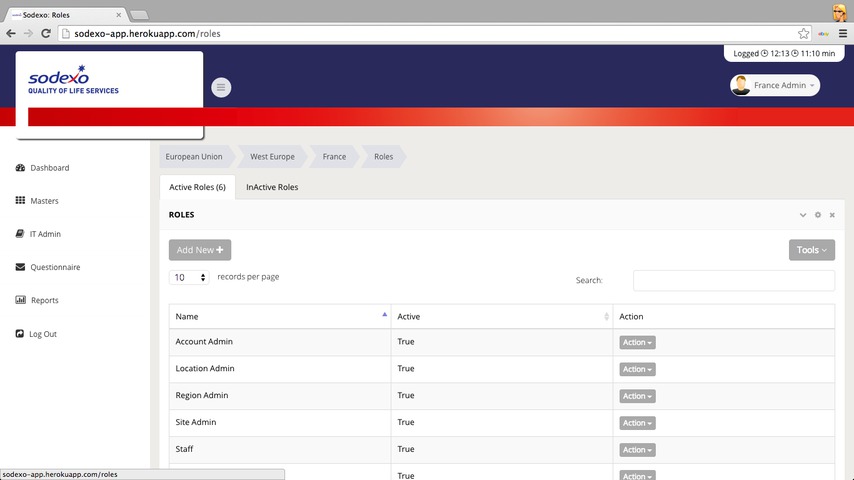 Sodexo: Roles
sodexo-app.herokuapp.com/roles
ebay
Logged 12:13 11:10 min
sodexo
QUALITY OF LIFE SERVICES
France Admin
European Union West Europe France Roles
Dashboard
Masters
IT Admin
Questionnaire
Reports
Log Out
Active Roles (6) InActive Roles
ROLES
Add New
Tools
10 records per page
Search:
Name Active Action
Account Admin True Action
Location Admin True Action
Region Admin True Action
Site Admin True Action
Staff True Action
True Action
sodexo-app.herokuapp.com/roles